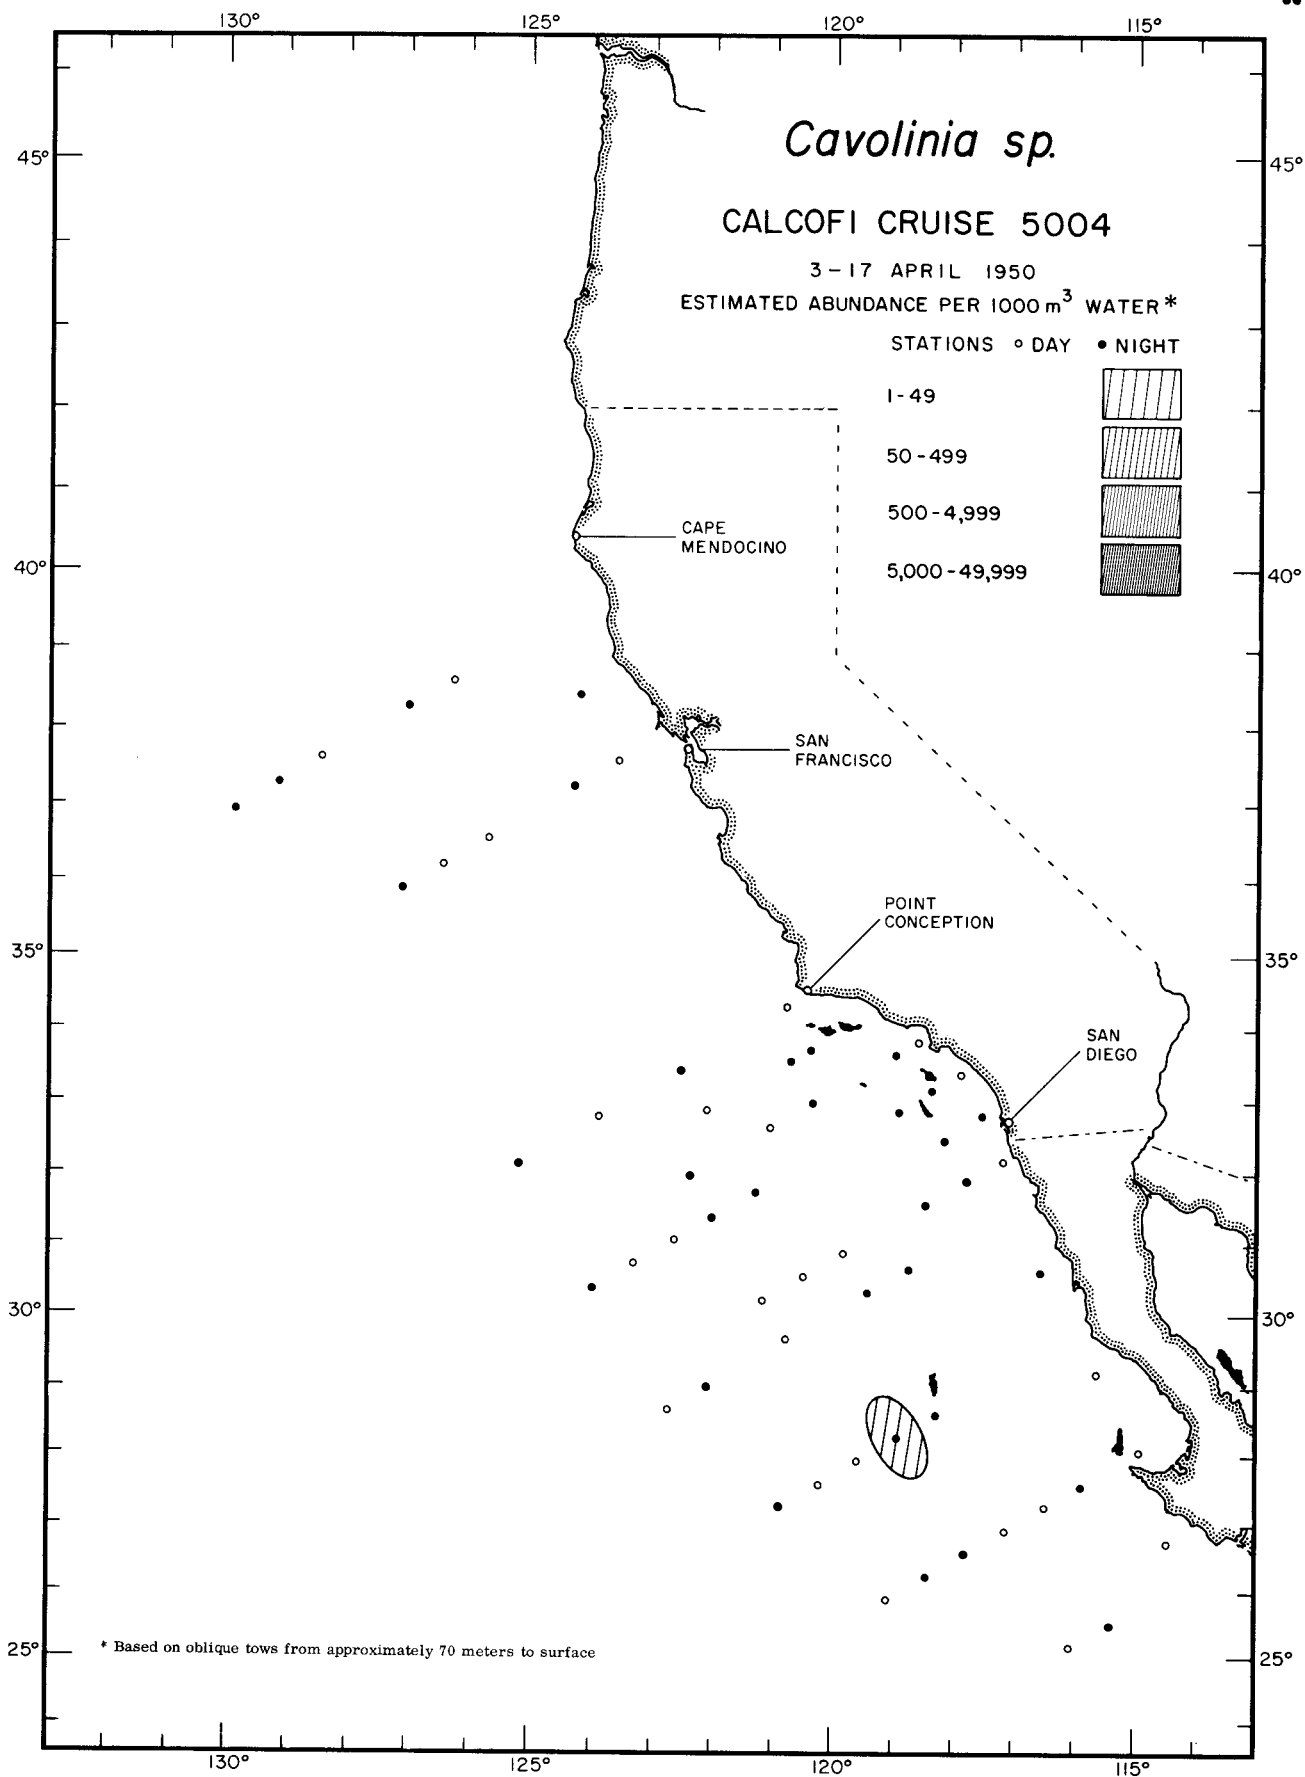 130° 125° 120° 115°
45° 45°
Cavolinia sp.
CALCOFI CRUISE 5004
3-17 APRIL 1950
ESTIMATED ABUNDANCE PER 1000 m³ WATER*
STATIONS ○ DAY ● NIGHT
1-49
50-499
500-4,999
5,000-49,999
CAPE
MENDOCINO
40° 40°
SAN
FRANCISCO
POINT
CONCEPTION
35° 35°
SAN
DIEGO
30° 30°
25° 25°
* Based on oblique tows from approximately 70 meters to surface
130° 125° 120° 115°